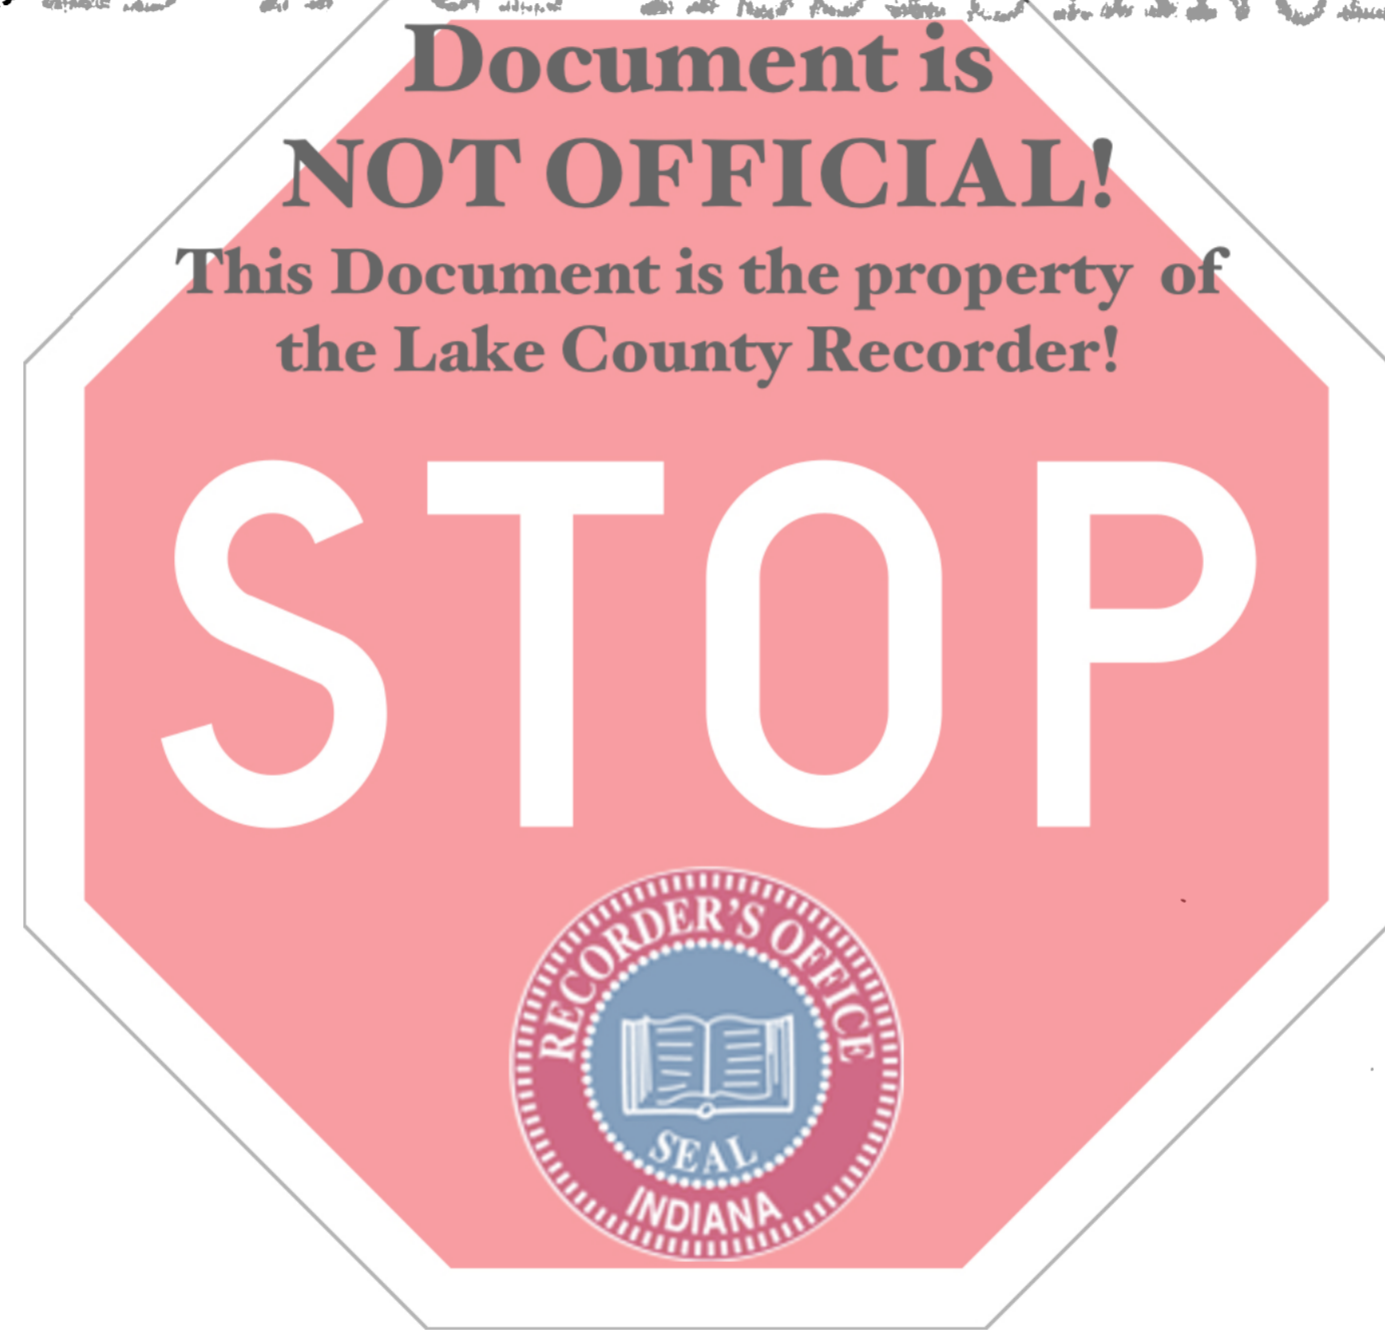 Document is
NOT OFFICIAL!
This Document is the property of
the Lake County Recorder!
STOP
RECORDER'S OFFICE
SEAL
INDIANA